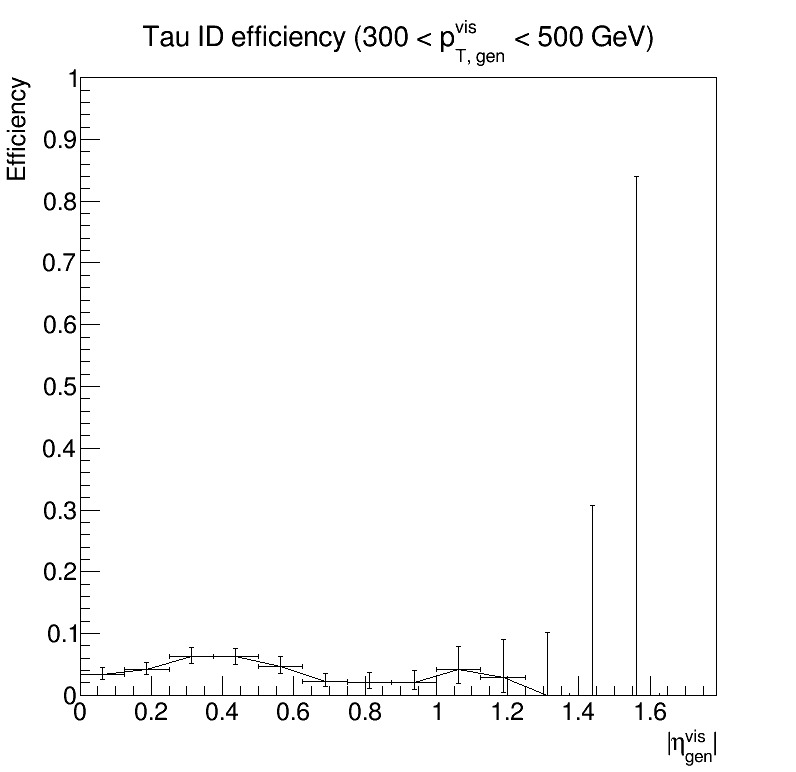 Tau ID efficiency (300 < p^vis_T, gen < 500 GeV)
Efficiency
1
0.9
0.8
0.7
0.6
0.5
0.4
0.3
0.2
0.1
0
0 0.2 0.4 0.6 0.8 1 1.2 1.4 1.6
|η^vis_gen|